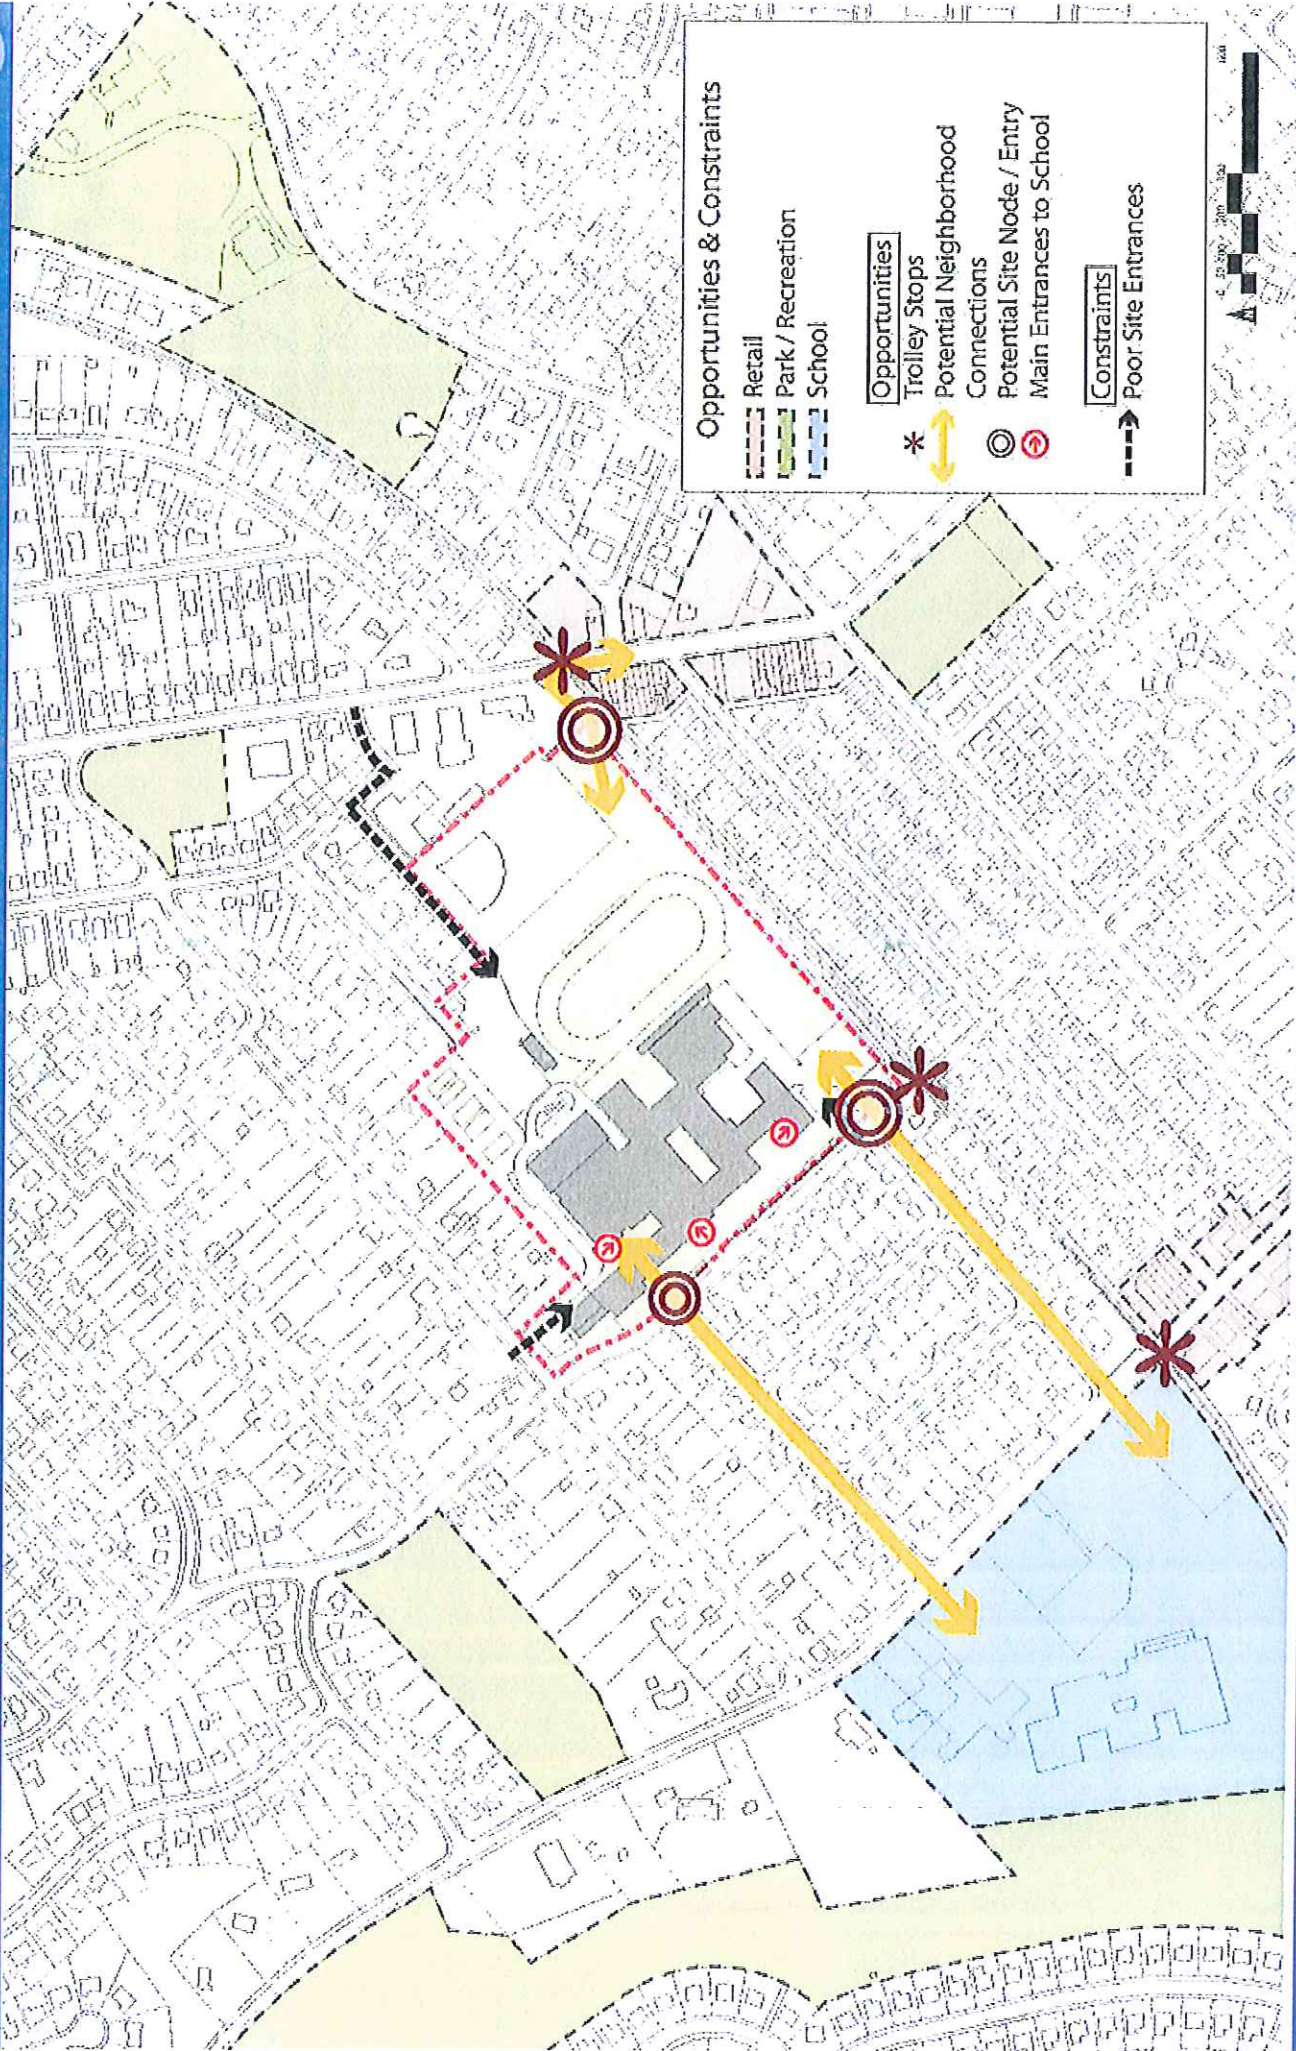 Opportunities & Constraints
Retail
Park / Recreation
School
Opportunities
Trolley Stops
Potential Neighborhood
Connections
Potential Site Node / Entry
Main Entrances to School
Constraints
Poor Site Entrances